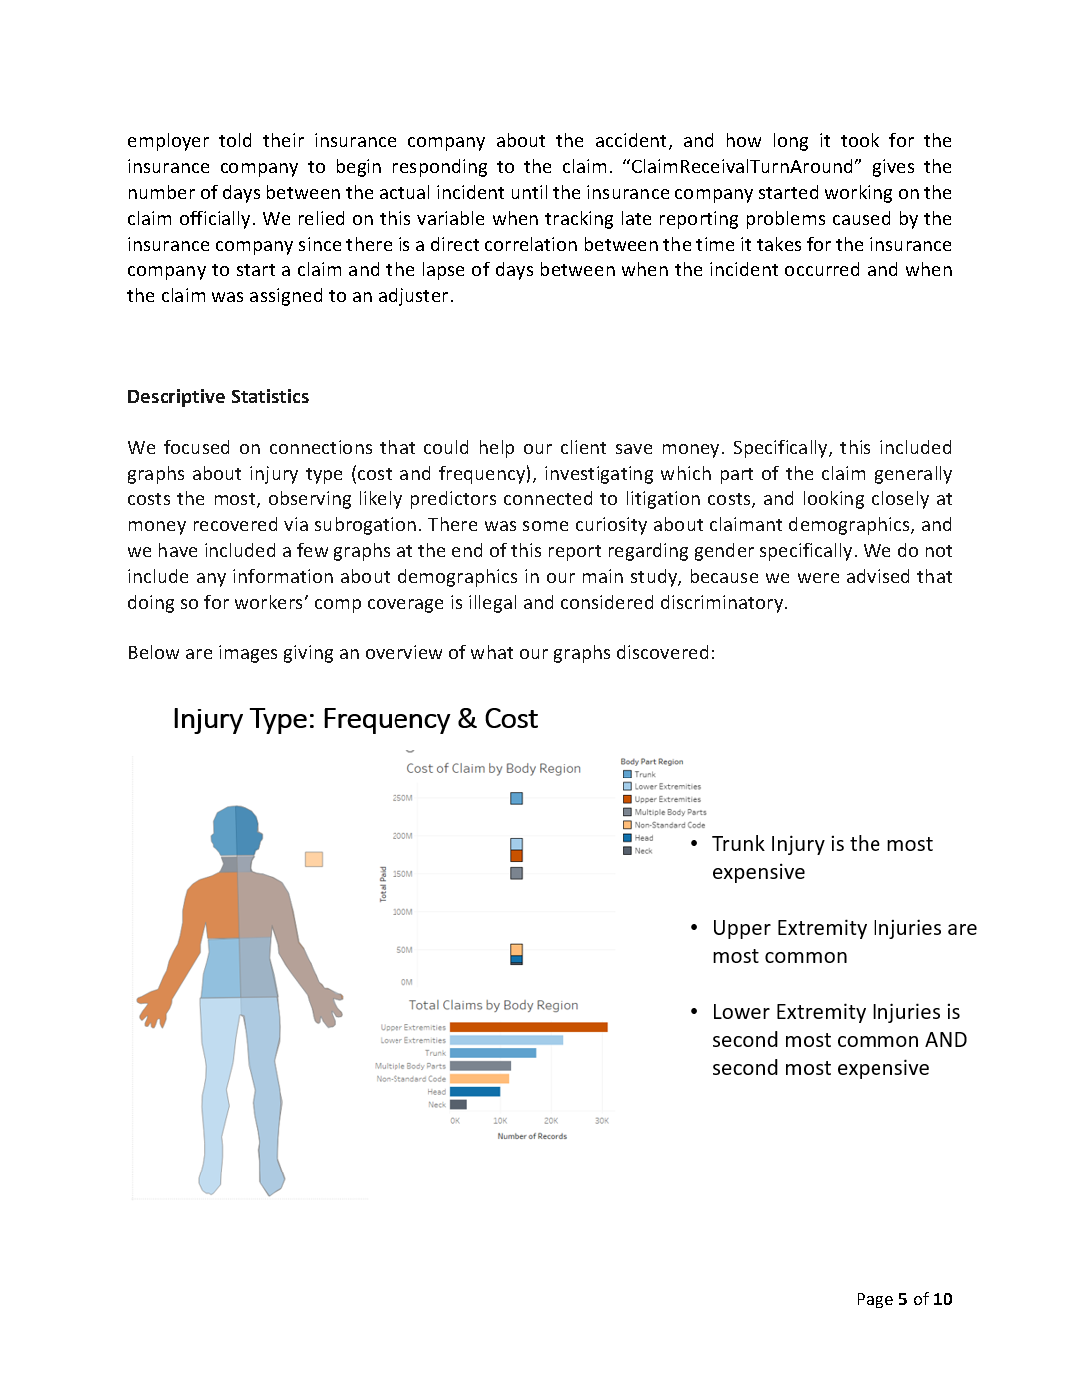 employer told their insurance company about the accident, and how long it took for the
insurance company to begin responding to the claim. “ClaimReceivalTurnAround” gives the
number of days between the actual incident until the insurance company started working on the
claim officially. We relied on this variable when tracking late reporting problems caused by the
insurance company since there is a direct correlation between the time it takes for the insurance
company to start a claim and the lapse of days between when the incident occurred and when
the claim was assigned to an adjuster.
Descriptive Statistics
We focused on connections that could help our client save money. Specifically, this included
graphs about injury type (cost and frequency), investigating which part of the claim generally
costs the most, observing likely predictors connected to litigation costs, and looking closely at
money recovered via subrogation. There was some curiosity about claimant demographics, and
we have included a few graphs at the end of this report regarding gender specifically. We do not
include any information about demographics in our main study, because we were advised that
doing so for workers’ comp coverage is illegal and considered discriminatory.
Below are images giving an overview of what our graphs discovered:
Injury Type: Frequency & Cost
Cost of Claim by Body Region
250M
200M
150M
100M
50M
0M
Total Paid
Body Part Region
Trunk
Lower Extremities
Upper Extremities
Multiple Body Parts
Non-Standard Code
Head
Neck
Total Claims by Body Region
Upper Extremities
Lower Extremities
Trunk
Multiple Body Parts
Non-Standard Code
Head
Neck
0K 10K 20K 30K
Number of Records
• Trunk Injury is the most
expensive
• Upper Extremity Injuries are
most common
• Lower Extremity Injuries is
second most common AND
second most expensive
Page 5 of 10